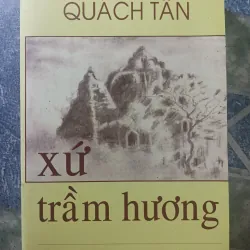 QUÁCH TẤN
xứ
trầm hương